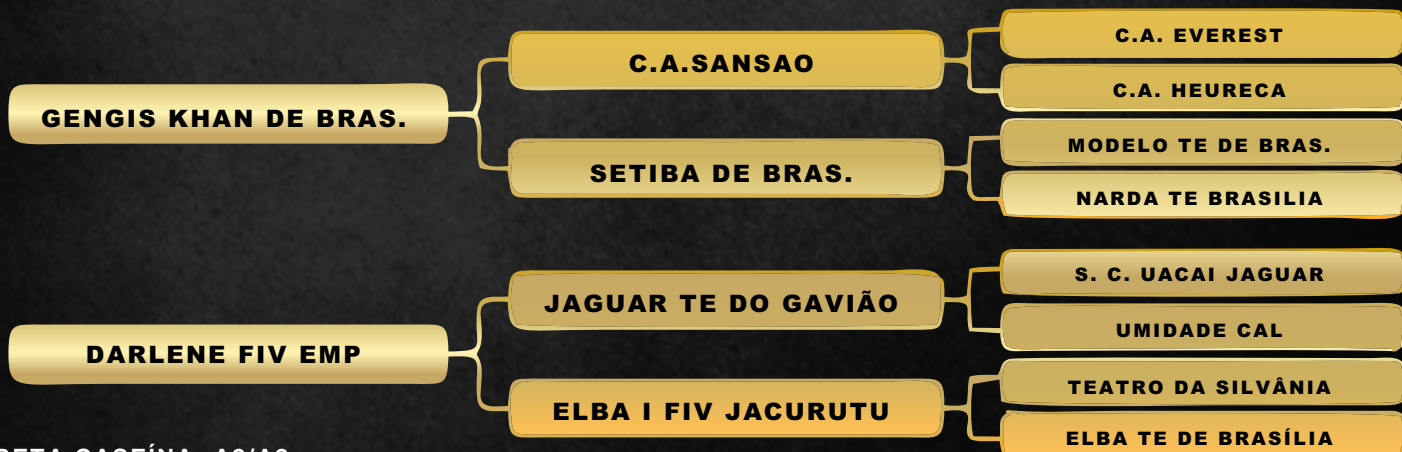 GENGIS KHAN DE BRAS.
C.A.SANSAO
C.A. EVEREST
C.A. HEURECA
SETIBA DE BRAS.
MODELO TE DE BRAS.
NARDA TE BRASILIA
DARLENE FIV EMP
JAGUAR TE DO GAVIÃO
S. C. UACAI JAGUAR
UMIDADE CAL
ELBA I FIV JACURUTU
TEATRO DA SILVÂNIA
ELBA TE DE BRASÍLIA
CASEÍNA